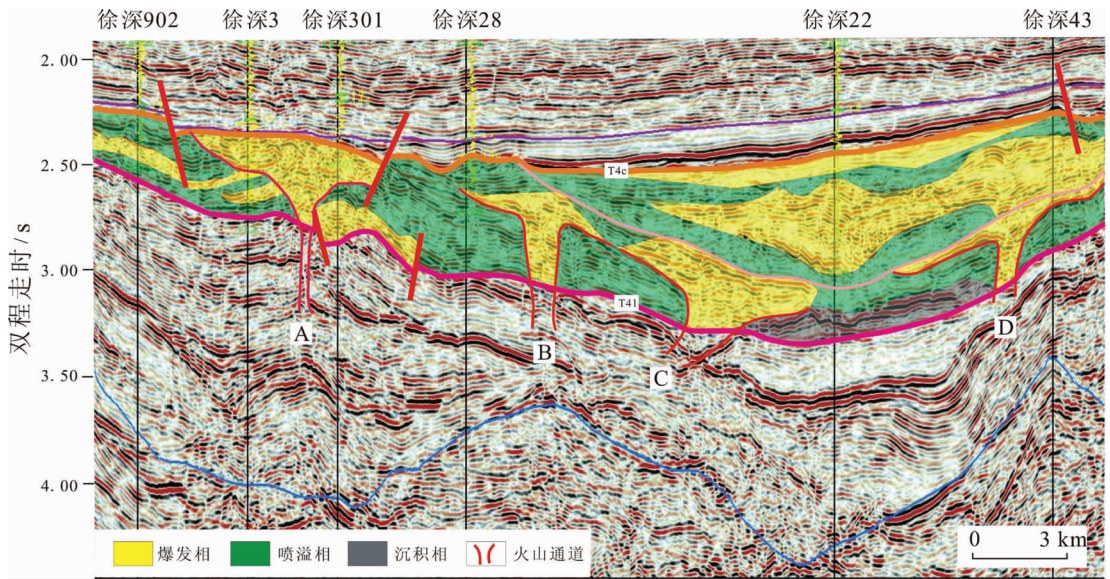 徐深902 徐深3 徐深301 徐深28 徐深22 徐深43
双程走时/s
2.00
2.50
3.00
3.50
4.00
T4c
T41
A
B
C
D
爆发相 喷溢相 沉积相 火山通道
0 3 km